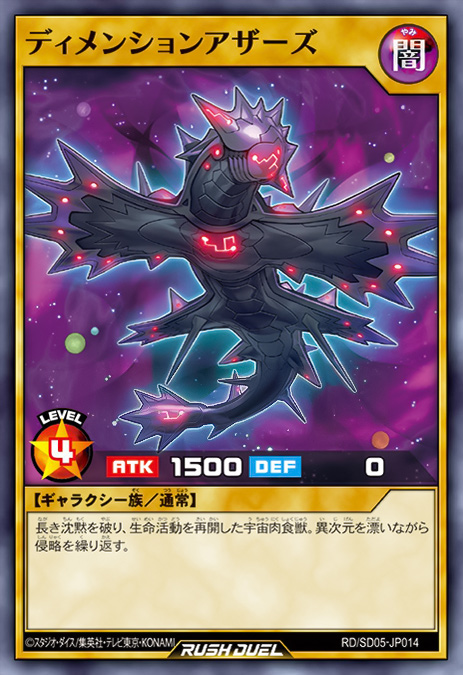 ディメンションアザーズ
やみ
闇
LEVEL
4
ATK 1500 DEF 0
【ギャラクシー族／通常】
長き沈黙を破り、生命活動を再開した宇宙肉食獣。異次元を漂いながら
侵略を繰り返す。
©スタジオ・ダイス/集英社・テレビ東京・KONAMI
RUSH DUEL
RD/SD05-JP014